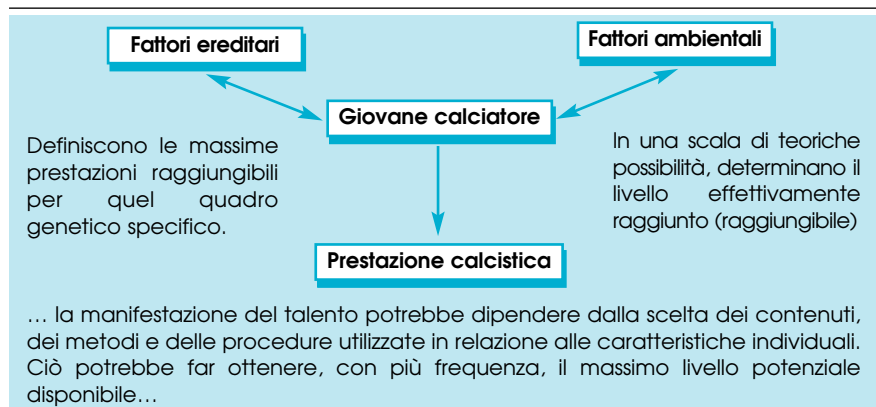 Fattori ereditari
Fattori ambientali
Giovane calciatore
Definiscono le massime
prestazioni raggiungibili
per quel quadro
genetico specifico.
In una scala di teoriche
possibilità, determinano il
livello effettivamente
raggiunto (raggiungibile)
Prestazione calcistica
… la manifestazione del talento potrebbe dipendere dalla scelta dei contenuti,
dei metodi e delle procedure utilizzate in relazione alle caratteristiche individuali.
Ciò potrebbe far ottenere, con più frequenza, il massimo livello potenziale
disponibile…